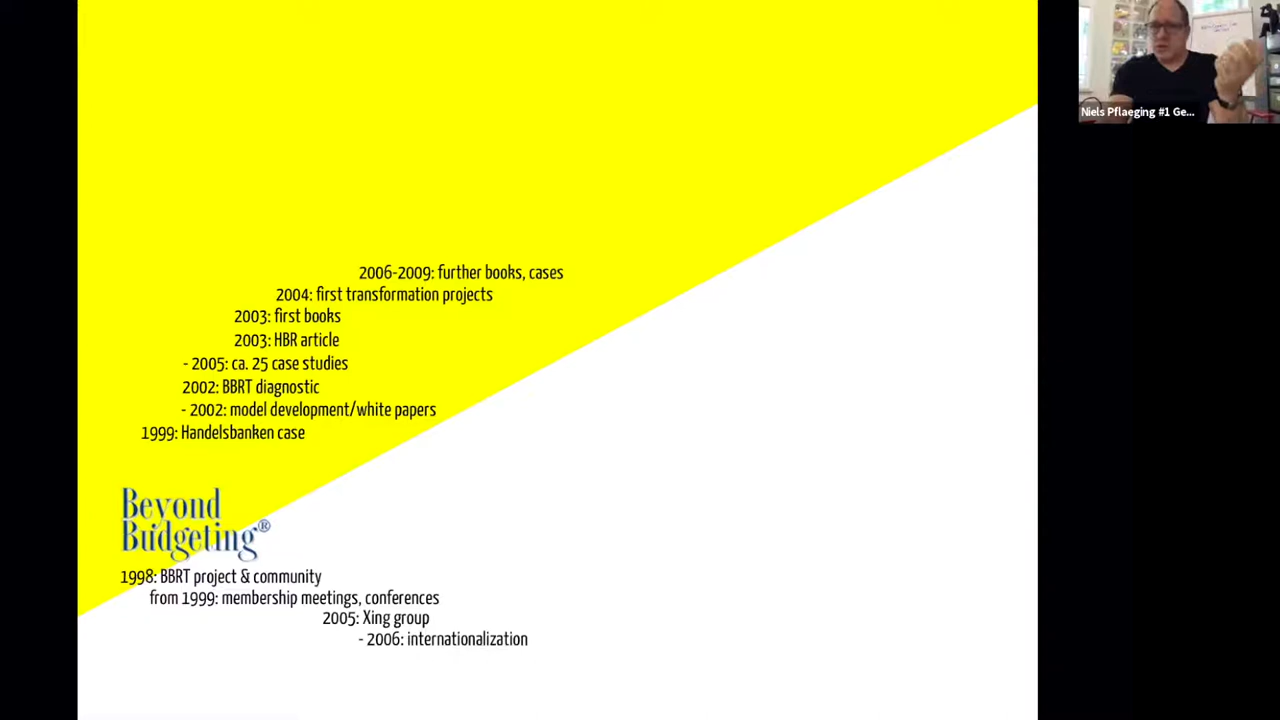 Niels Pflaeging #1 Ge...
2006-2009: further books, cases
2004: first transformation projects
2003: first books
2003: HBR article
- 2005: ca. 25 case studies
2002: BBRT diagnostic
- 2002: model development/white papers
1999: Handelsbanken case
Beyond
Budgeting®
1998: BBRT project & community
from 1999: membership meetings, conferences
2005: Xing group
- 2006: internationalization